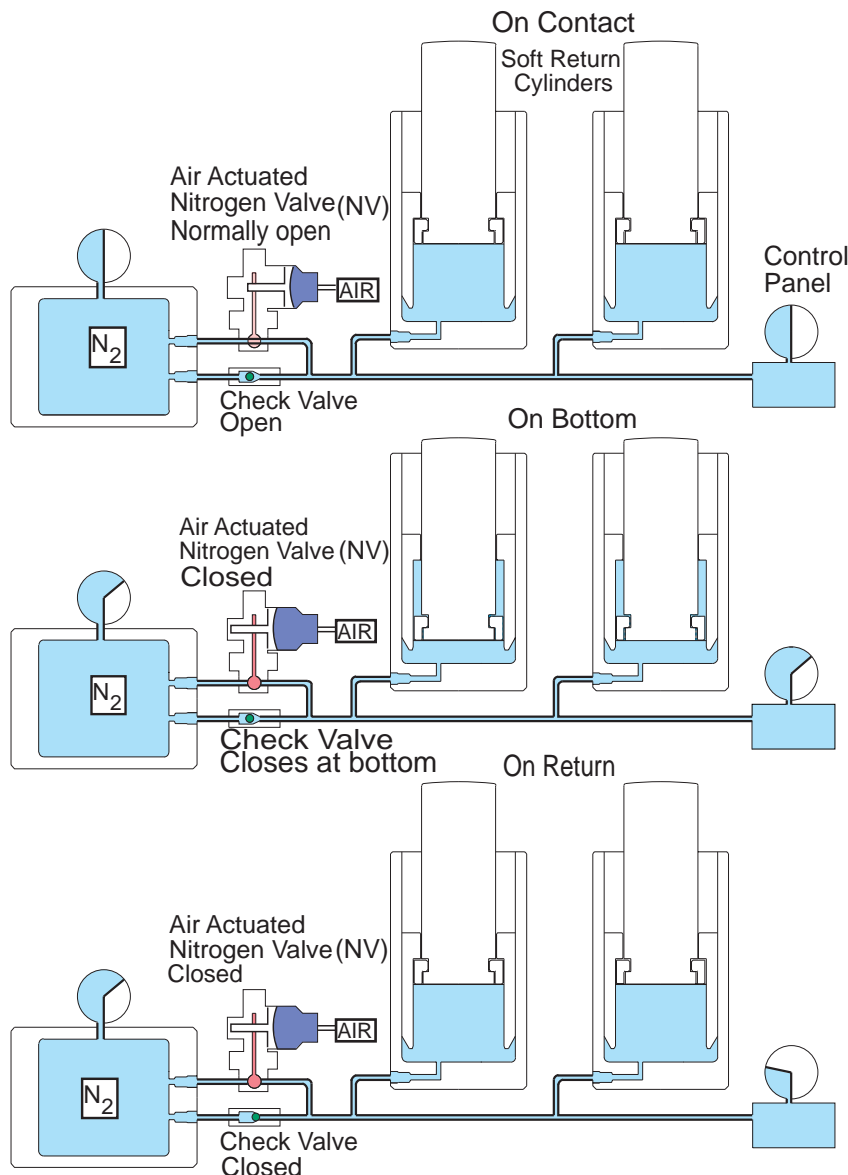 On Contact
Soft Return
Cylinders
Air Actuated
Nitrogen Valve (NV)
Normally open
AIR
Control
Panel
N2
Check Valve
Open
On Bottom
Air Actuated
Nitrogen Valve (NV)
Closed
AIR
N2
Check Valve
Closes at bottom
On Return
Air Actuated
Nitrogen Valve (NV)
Closed
AIR
N2
Check Valve
Closed